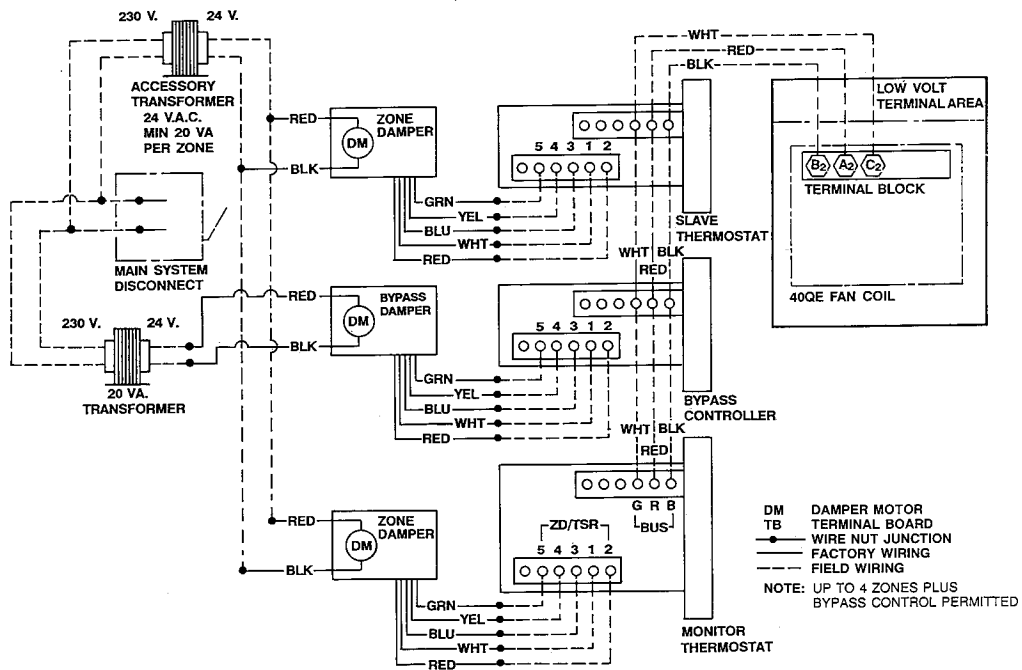 230 V. 24 V.
ACCESSORY
TRANSFORMER
24 V.A.C.
MIN 20 VA
PER ZONE
MAIN SYSTEM
DISCONNECT
230 V. 24 V.
20 VA.
TRANSFORMER
RED
BLK
ZONE
DAMPER
DM
GRN
YEL
BLU
WHT
RED
RED
BLK
BYPASS
DAMPER
DM
GRN
YEL
BLU
WHT
RED
RED
BLK
ZONE
DAMPER
DM
GRN
YEL
BLU
WHT
RED
WHT
RED
BLK
5 4 3 1 2
SLAVE
THERMOSTAT
WHT BLK
RED
5 4 3 1 2
BYPASS
CONTROLLER
WHT BLK
RED
G R B
BUS
ZD/TSR
5 4 3 1 2
MONITOR
THERMOSTAT
LOW VOLT
TERMINAL AREA
B2 A2 C2
TERMINAL BLOCK
40QE FAN COIL
DM DAMPER MOTOR
TB TERMINAL BOARD
WIRE NUT JUNCTION
FACTORY WIRING
FIELD WIRING
NOTE: UP TO 4 ZONES PLUS
BYPASS CONTROL PERMITTED